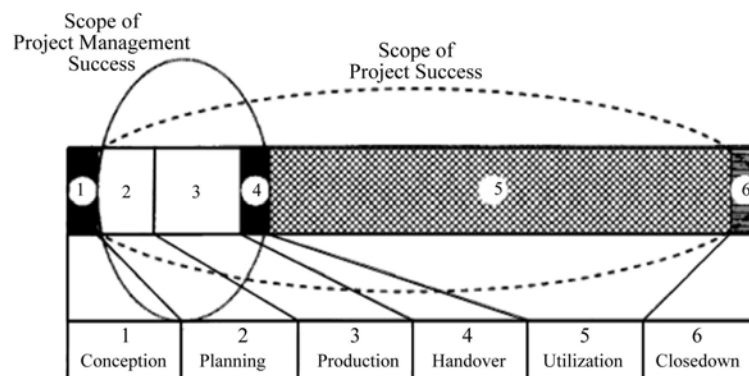 Scope of
Project Management
Success
Scope of
Project Success
1
2
3
4
5
6
1
2
3
4
5
6
Conception
Planning
Production
Handover
Utilization
Closedown